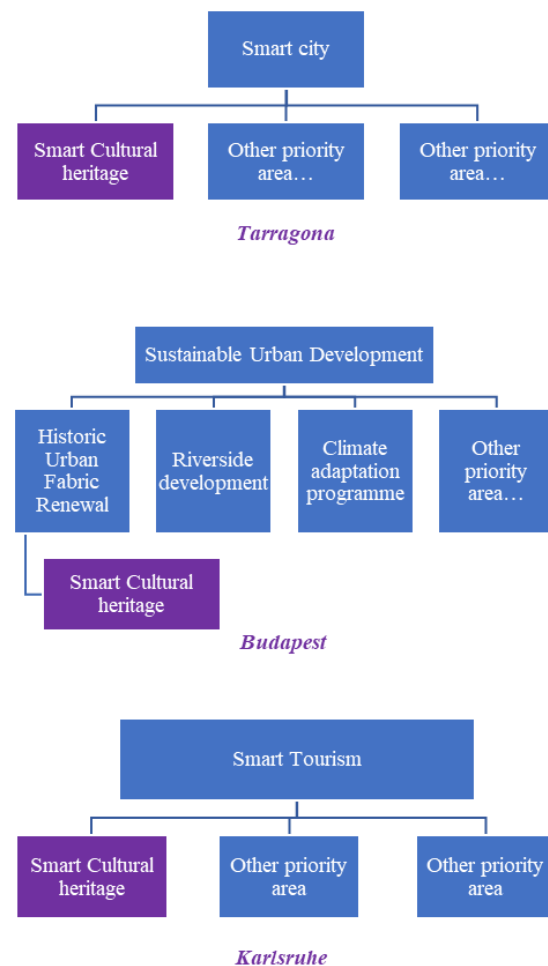 Smart city
Smart Cultural
heritage
Other priority
area…
Other priority
area…
Tarragona
Sustainable Urban Development
Historic
Urban
Fabric
Renewal
Riverside
development
Climate
adaptation
programme
Other
priority
area…
Smart Cultural
heritage
Budapest
Smart Tourism
Smart Cultural
heritage
Other priority
area
Other priority
area
Karlsruhe